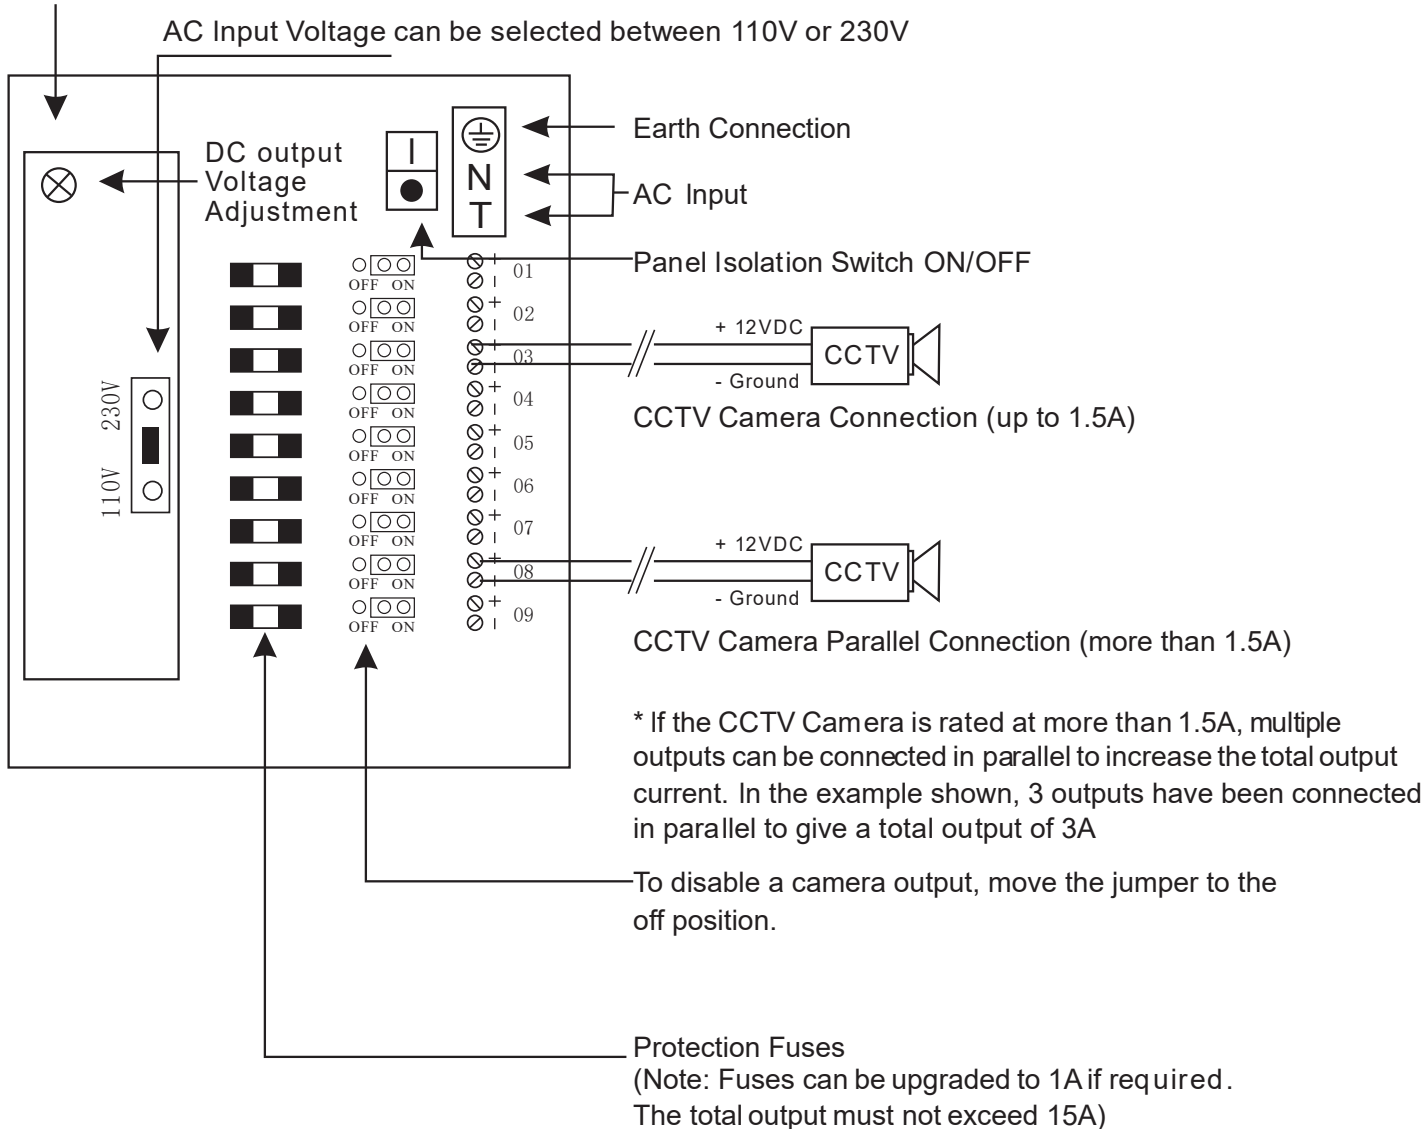 AC Input Voltage can be selected between 110V or 230V
Earth Connection
DC output
Voltage
Adjustment
I
N
T
AC Input
Panel Isolation Switch ON/OFF
+
- 01
OFF ON
+
- 02
OFF ON
+
- 03
OFF ON
+
- 04
OFF ON
+
- 05
OFF ON
+
- 06
OFF ON
+
- 07
OFF ON
+
- 08
OFF ON
+
- 09
OFF ON
110V 230V
+ 12VDC
CCTV
- Ground
CCTV Camera Connection (up to 1.5A)
+ 12VDC
CCTV
- Ground
CCTV Camera Parallel Connection (more than 1.5A)
* If the CCTV Camera is rated at more than 1.5A, multiple
outputs can be connected in parallel to increase the total output
current. In the example shown, 3 outputs have been connected
in parallel to give a total output of 3A
To disable a camera output, move the jumper to the
off position.
Protection Fuses
(Note: Fuses can be upgraded to 1A if required.
The total output must not exceed 15A)